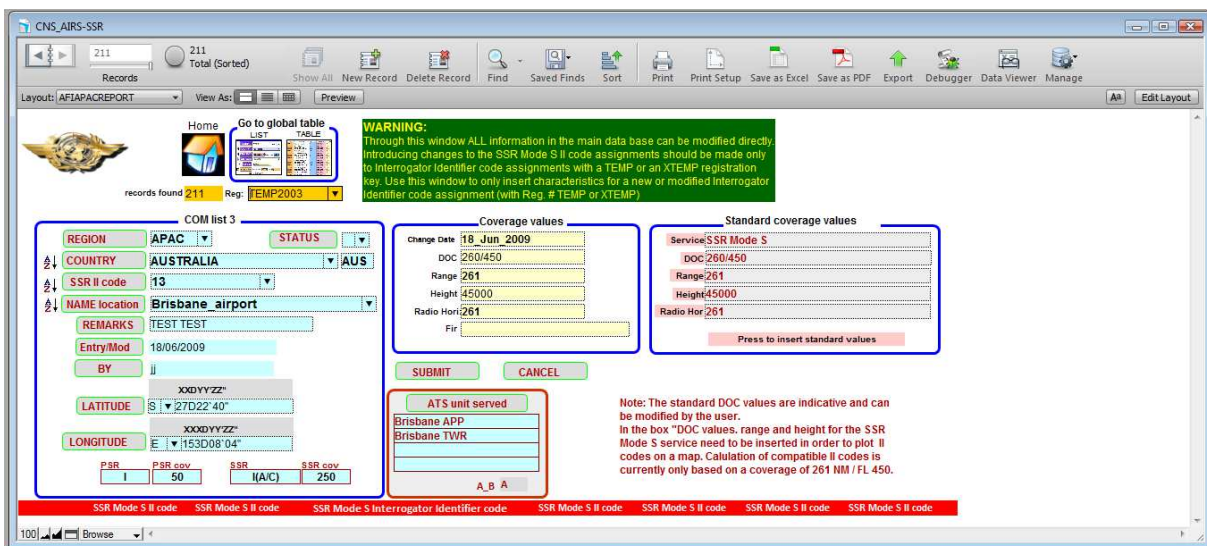 CNS_AIRS-SSR
211
211
Total (Sorted)
Records
Show All New Record Delete Record Find Saved Finds Sort Print Print Setup Save as Excel Save as PDF Export Debugger Data Viewer Manage
Layout: AFIAPACREPORT View As: Preview Aa Edit Layout
Home
Go to global table
LIST TABLE
records found 211 Reg: TEMP2003
WARNING:
Through this window ALL information in the main data base can be modified directly.
Introducing changes to the SSR Mode S II code assignments should be made only
to Interrogator Identifier code assignments with a TEMP or an XTEMP registration
key. Use this window to only insert characteristics for a new or modified Interrogator
Identifier code assignment (with Reg. # TEMP or XTEMP)
COM list 3
REGION APAC STATUS
COUNTRY AUSTRALIA AUS
SSR II code 13
NAME location Brisbane_airport
REMARKS TEST TEST
Entry/Mod 18/06/2009
BY jj
XXDYY'ZZ"
LATITUDE S 27D22'40"
XXXDYY'ZZ"
LONGITUDE E 153D08'04"
PSR PSR cov SSR SSR cov
I 50 I(A/C) 250
Coverage values
Change Date 18_Jun_2009
DOC 260/450
Range 261
Height 45000
Radio Hori: 261
Fir
SUBMIT CANCEL
ATS unit served
Brisbane APP
Brisbane TWR
A_B A
Standard coverage values
Service SSR Mode S
DOC 260/450
Range 261
Height 45000
Radio Hor 261
Press to insert standard values
Note: The standard DOC values are indicative and can
be modified by the user.
In the box "DOC values. range and height for the SSR
Mode S service need to be inserted in order to plot II
codes on a map. Calulation of compatible II codes is
currently only based on a coverage of 261 NM / FL 450.
SSR Mode S II code SSR Mode S II code SSR Mode S Interrogator Identifier code SSR Mode S II code SSR Mode S II code SSR Mode S II code SSR Mode S II code
100 Browse